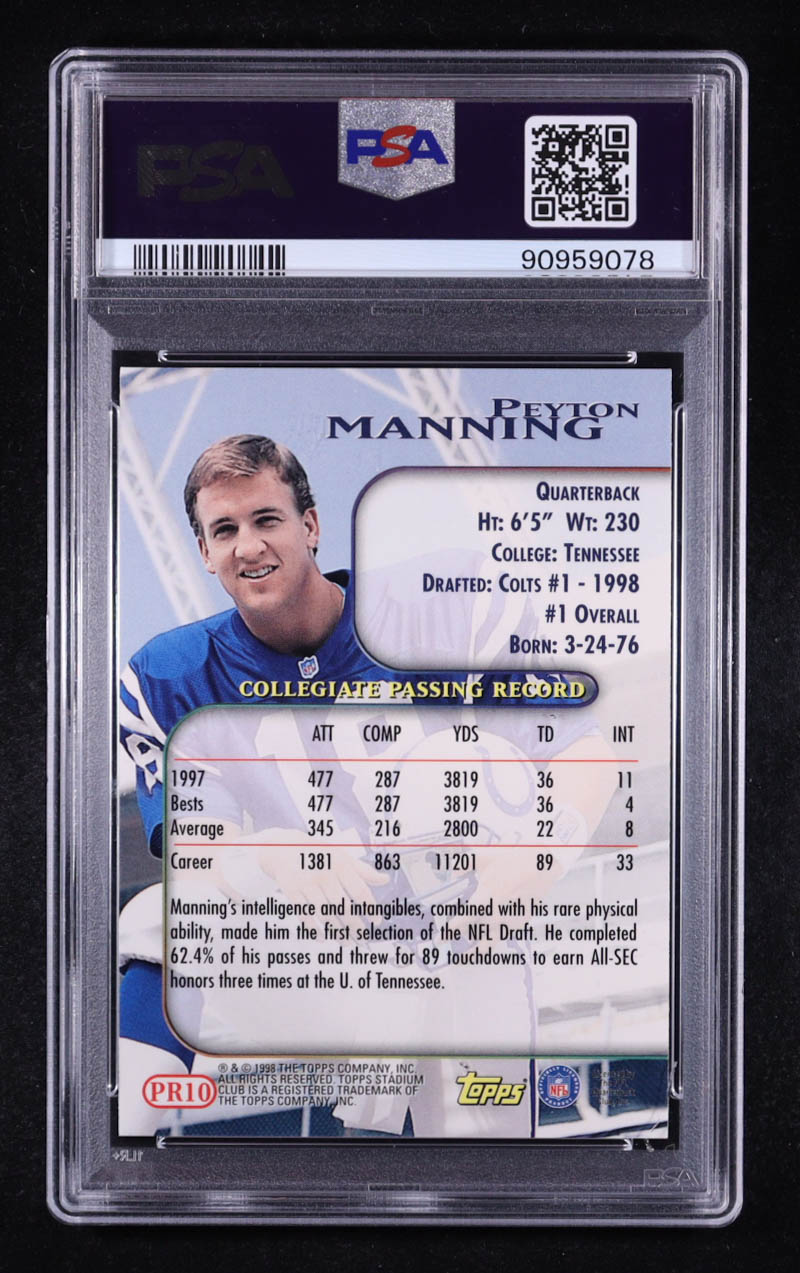 PSA
PSA
90959078
PEYTON
MANNING
QUARTERBACK
HT: 6'5" WT: 230
COLLEGE: TENNESSEE
DRAFTED: COLTS #1 - 1998
#1 OVERALL
BORN: 3-24-76
COLLEGIATE PASSING RECORD
ATT COMP YDS TD INT
1997 477 287 3819 36 11
Bests 477 287 3819 36 4
Average 345 216 2800 22 8
Career 1381 863 11201 89 33
Manning's intelligence and intangibles, combined with his rare physical
ability, made him the first selection of the NFL Draft. He completed
62.4% of his passes and threw for 89 touchdowns to earn All-SEC
honors three times at the U. of Tennessee.
PR10
® & © 1998 THE TOPPS COMPANY, INC.
ALL RIGHTS RESERVED. TOPPS STADIUM
CLUB IS A REGISTERED TRADEMARK OF
THE TOPPS COMPANY, INC.
topps
NFL
PSA